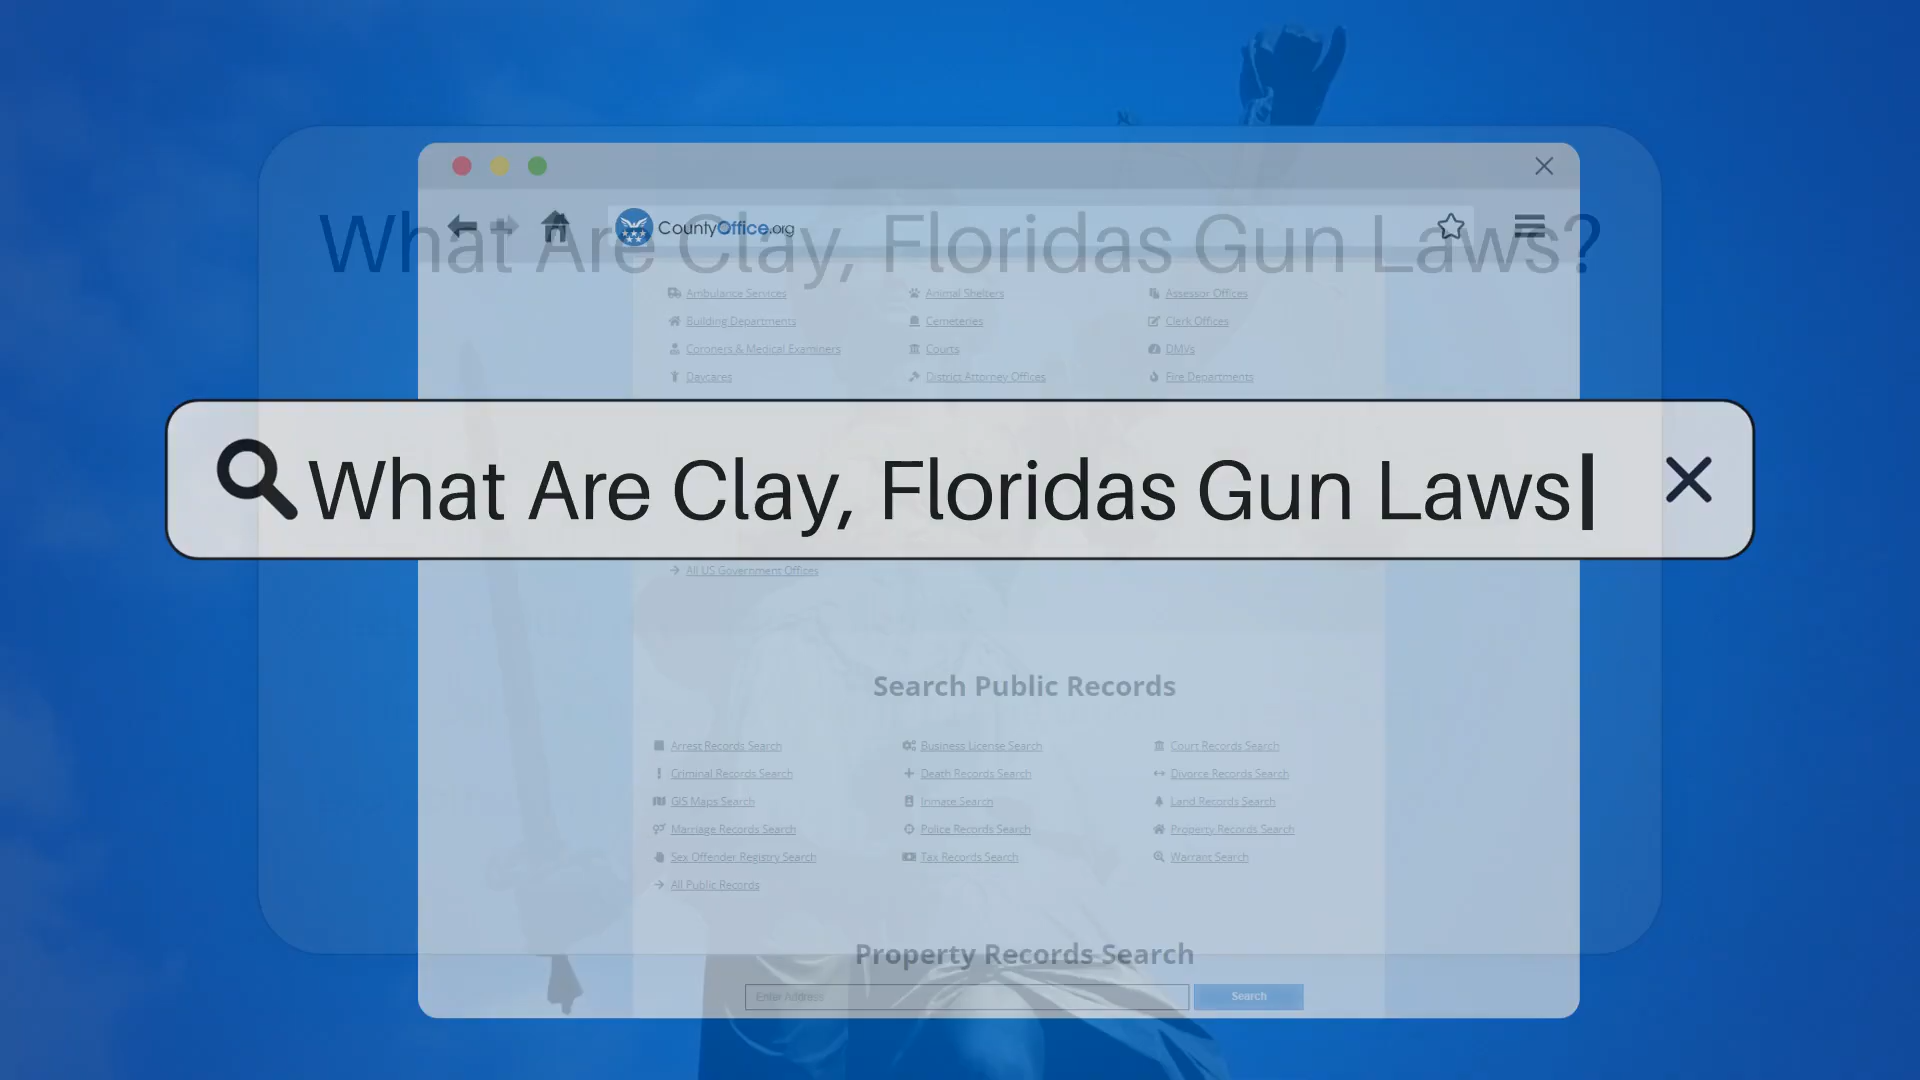 CountyOffice.org
What Are Clay, Floridas Gun Laws?
Ambulance Services
Animal Shelters
Assessor Offices
Building Departments
Cemeteries
Clerk Offices
Coroners & Medical Examiners
Courts
DMVs
Daycares
District Attorney Offices
Fire Departments
What Are Clay, Floridas Gun Laws
All US Government Offices
Search Public Records
Arrest Records Search
Business License Search
Court Records Search
Criminal Records Search
Death Records Search
Divorce Records Search
GIS Maps Search
Inmate Search
Land Records Search
Marriage Records Search
Police Records Search
Property Records Search
Sex Offender Registry Search
Tax Records Search
Warrant Search
All Public Records
Property Records Search
Enter Address
Search